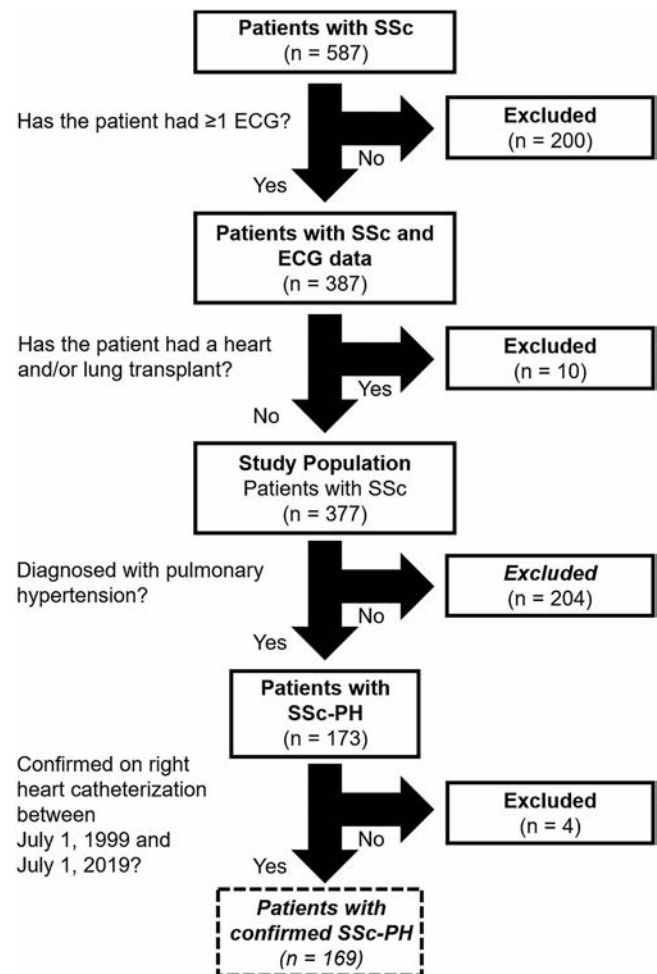 Patients with SSc
(n = 587)
Has the patient had ≥1 ECG?
Excluded
(n = 200)
No
Yes
Patients with SSc and
ECG data
(n = 387)
Has the patient had a heart
and/or lung transplant?
Excluded
(n = 10)
Yes
No
Study Population
Patients with SSc
(n = 377)
Diagnosed with pulmonary
hypertension?
Excluded
(n = 204)
No
Yes
Patients with
SSc-PH
(n = 173)
Confirmed on right
heart catheterization
between
July 1, 1999 and
July 1, 2019?
Excluded
(n = 4)
No
Yes
Patients with
confirmed SSc-PH
(n = 169)